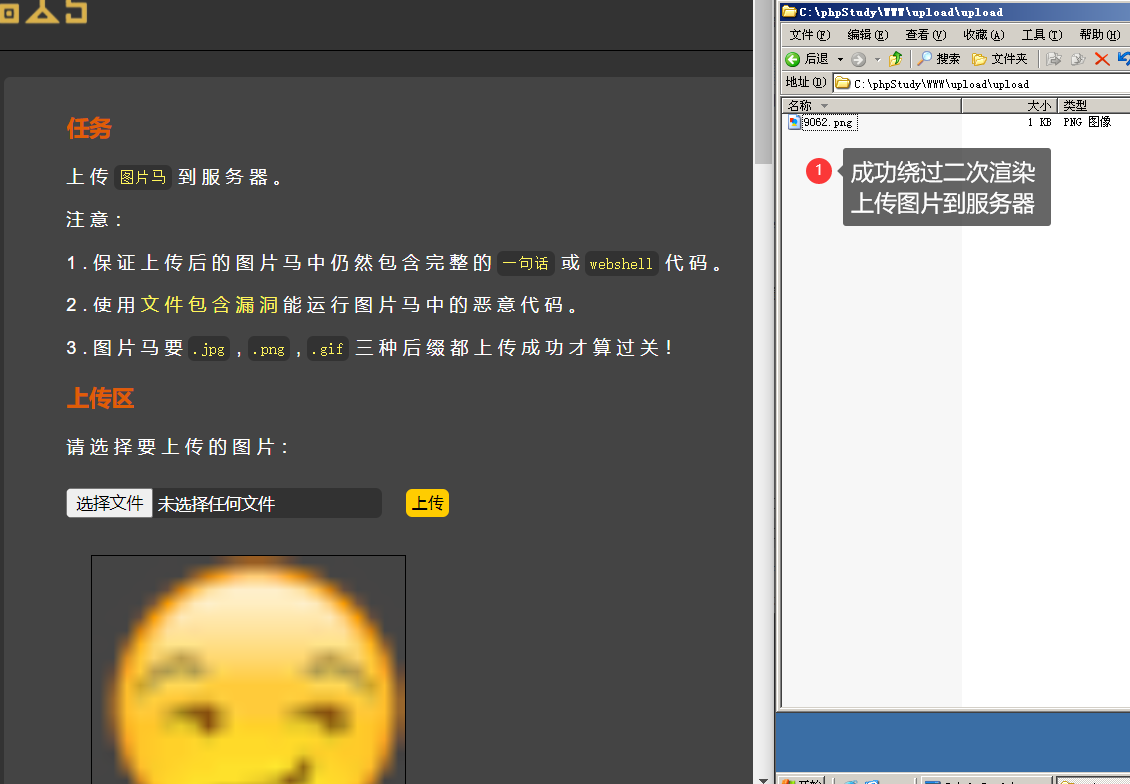 任务
上传 图片马 到服务器。
注意：
1.保证上传后的图片马中仍然包含完整的 一句话 或 webshell 代码。
2.使用文件包含漏洞能运行图片马中的恶意代码。
3.图片马要 .jpg , .png , .gif 三种后缀都上传成功才算过关！
上传区
请选择要上传的图片：
选择文件 未选择任何文件
上传
C:\phpStudy\WWW\upload\upload
文件(F) 编辑(E) 查看(V) 收藏(A) 工具(T) 帮助(H)
后退 搜索 文件夹
地址(D) C:\phpStudy\WWW\upload\upload
名称 大小 类型
9062.png 1 KB PNG 图像
1 成功绕过二次渲染
上传图片到服务器